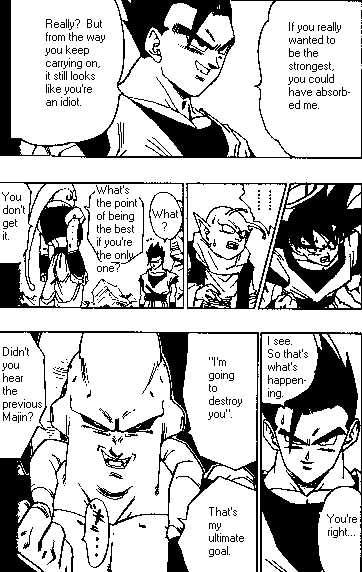 If you really
wanted to
be the
strongest,
you could
have absorb-
ed me.
Really? But
from the way
you keep
carrying on,
it still looks
like you're
an idiot.
What
?
What's
the point
of being
the best
if you're
the only
one?
You
don't
get
it.
I see.
So that's
what's
happen-
ing.
You're
right...
"I'm
going
to
destroy
you".
That's
my
ultimate
goal.
Didn't
you
hear
the
previous
Majin?